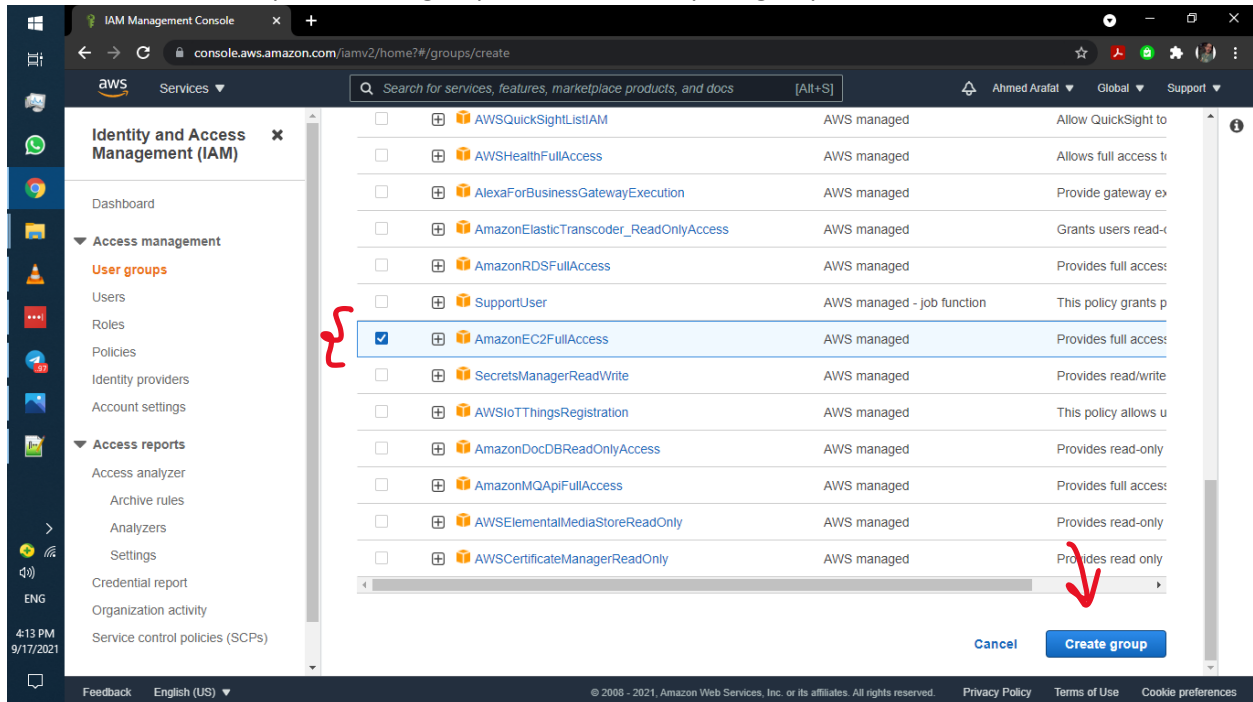 IAM Management Console
console.aws.amazon.com/iamv2/home?#/groups/create
aws
Services ▼
Search for services, features, marketplace products, and docs
[Alt+S]
Ahmed Arafat ▼
Global ▼
Support ▼
Identity and Access
Management (IAM)
Dashboard
Access management
User groups
Users
Roles
Policies
Identity providers
Account settings
Access reports
Access analyzer
Archive rules
Analyzers
Settings
Credential report
Organization activity
Service control policies (SCPs)
AWSQuickSightListIAM AWS managed Allow QuickSight to
AWSHealthFullAccess AWS managed Allows full access to
AlexaForBusinessGatewayExecution AWS managed Provide gateway ex
AmazonElasticTranscoder_ReadOnlyAccess AWS managed Grants users read-o
AmazonRDSFullAccess AWS managed Provides full access
SupportUser AWS managed - job function This policy grants p
AmazonEC2FullAccess AWS managed Provides full access
SecretsManagerReadWrite AWS managed Provides read/write
AWSIoTThingsRegistration AWS managed This policy allows u
AmazonDocDBReadOnlyAccess AWS managed Provides read-only
AmazonMQApiFullAccess AWS managed Provides full access
AWSElementalMediaStoreReadOnly AWS managed Provides read-only
AWSCertificateManagerReadOnly AWS managed Provides read only
Cancel
Create group
97
ENG
4:13 PM
9/17/2021
Feedback English (US) ▼
© 2008 - 2021, Amazon Web Services, Inc. or its affiliates. All rights reserved. Privacy Policy Terms of Use Cookie preferences